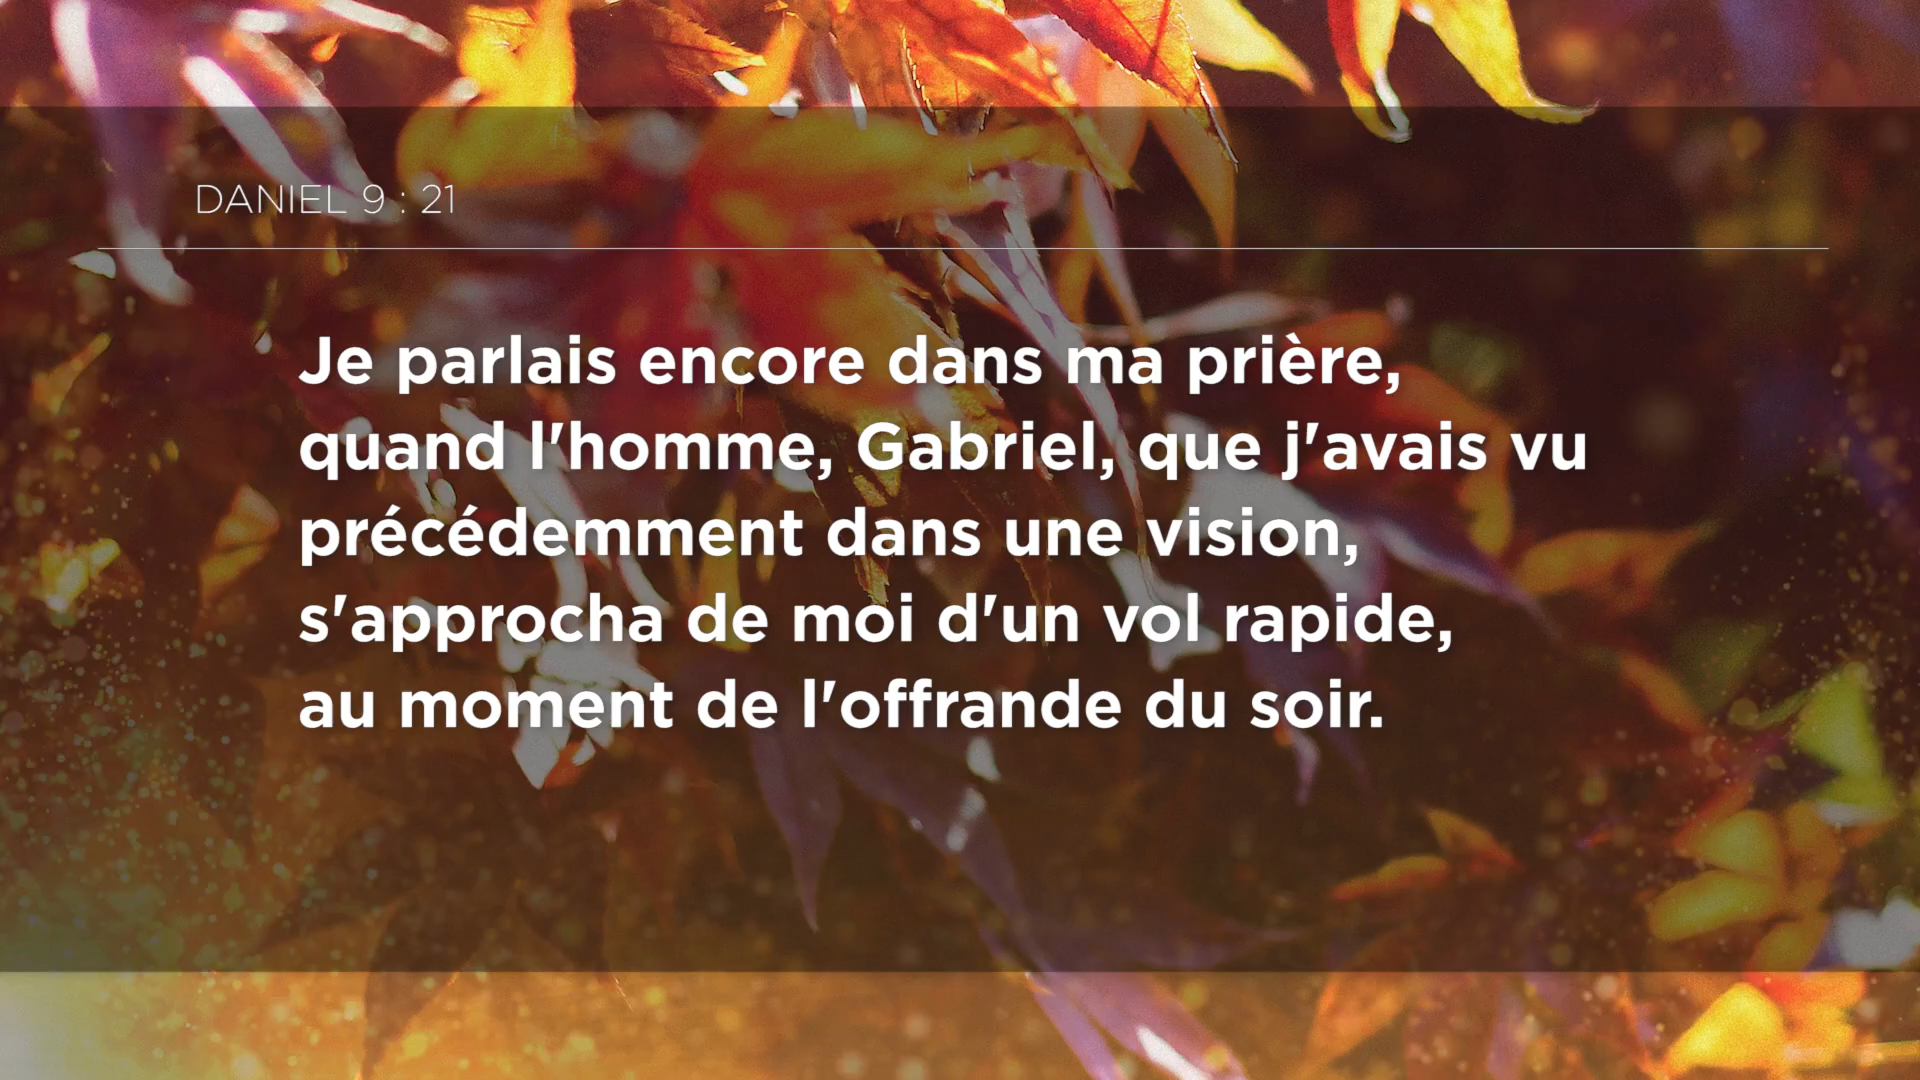 DANIEL 9 : 21
Je parlais encore dans ma prière,
quand l'homme, Gabriel, que j'avais vu
précédemment dans une vision,
s'approcha de moi d'un vol rapide,
au moment de l'offrande du soir.